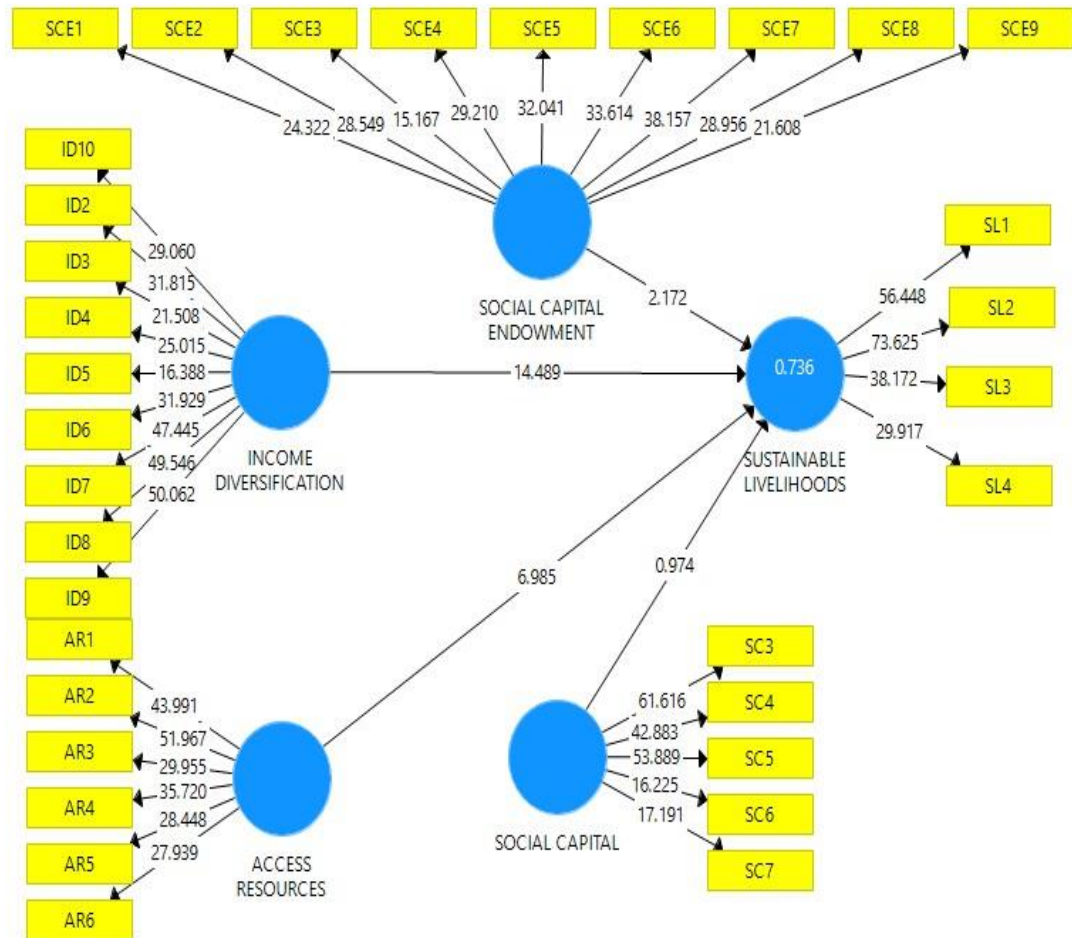 SCE1 SCE2 SCE3 SCE4 SCE5 SCE6 SCE7 SCE8 SCE9
24.322 28.549 15.167 29.210 32.041 33.614 38.157 28.956 21.608
ID10
ID2
ID3
ID4
ID5
ID6
ID7
ID8
ID9
29.060
31.815
21.508
25.015
16.388
31.929
47.445
49.546
50.062
INCOME
DIVERSIFICATION
SOCIAL CAPITAL
ENDOWMENT
2.172
14.489
6.985
0.974
0.736
SUSTAINABLE
LIVELIHOODS
56.448
73.625
38.172
29.917
SL1
SL2
SL3
SL4
AR1
AR2
AR3
AR4
AR5
AR6
43.991
51.967
29.955
35.720
28.448
27.939
ACCESS
RESOURCES
SOCIAL CAPITAL
61.616
42.883
53.889
16.225
17.191
SC3
SC4
SC5
SC6
SC7